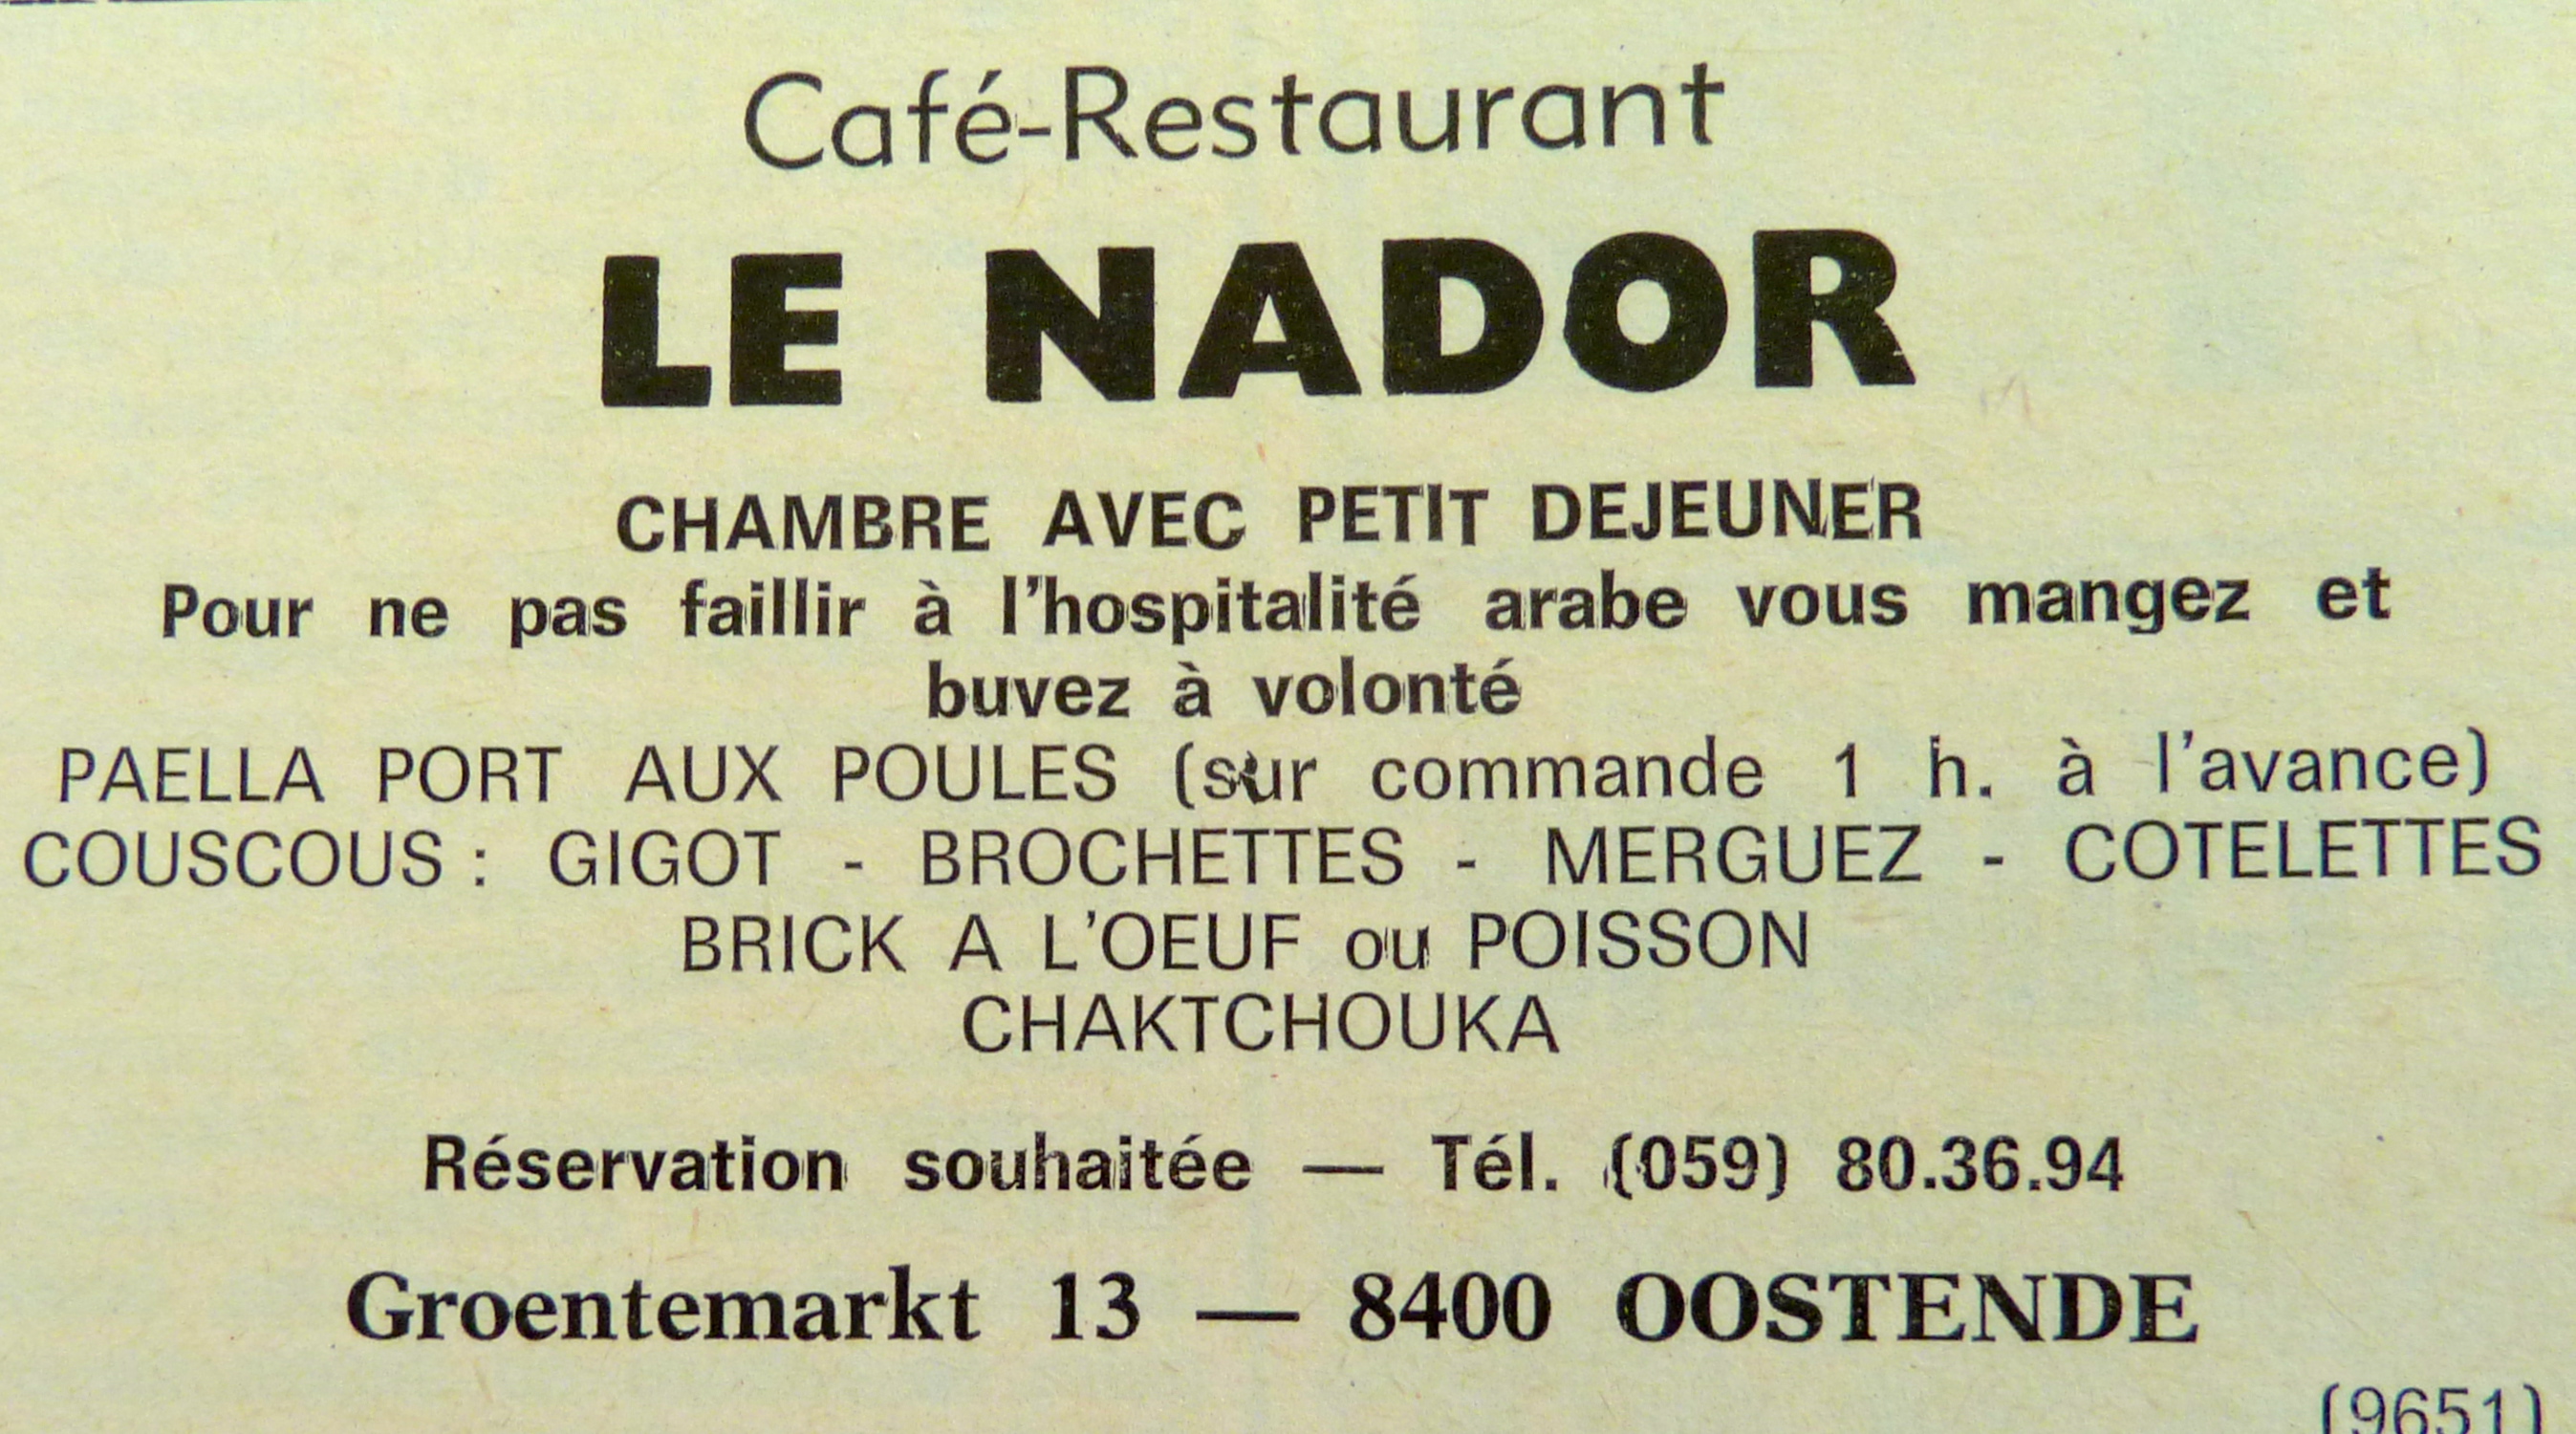 Café-Restaurant
LE NADOR
CHAMBRE AVEC PETIT DEJEUNER
Pour ne pas faillir à l'hospitalité arabe vous mangez et
buvez à volonté
PAELLA PORT AUX POULES (sur commande 1 h. à l'avance)
COUSCOUS : GIGOT - BROCHETTES - MERGUEZ - COTELETTES
BRICK A L'OEUF ou POISSON
CHAKTCHOUKA
Réservation souhaitée — Tél. (059) 80.36.94
Groentemarkt 13 — 8400 OOSTENDE
(9651)